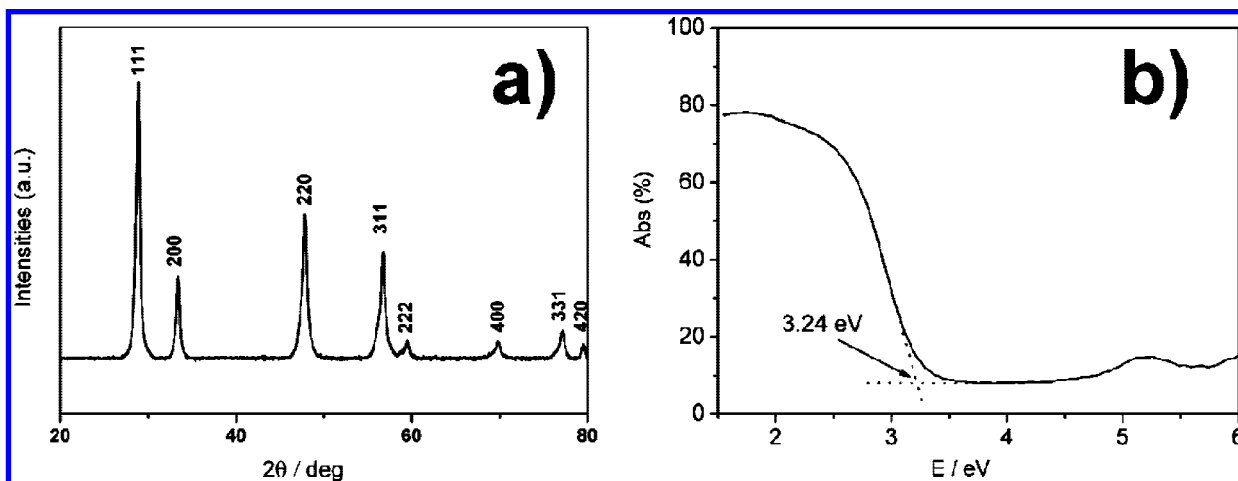 a)
111
200
220
311
222
400
331
420
Intensities (a.u.)
20 40 60 80
2θ / deg
b)
100
80
60
40
20
0
Abs (%)
3.24 eV
2 3 4 5 6
E / eV